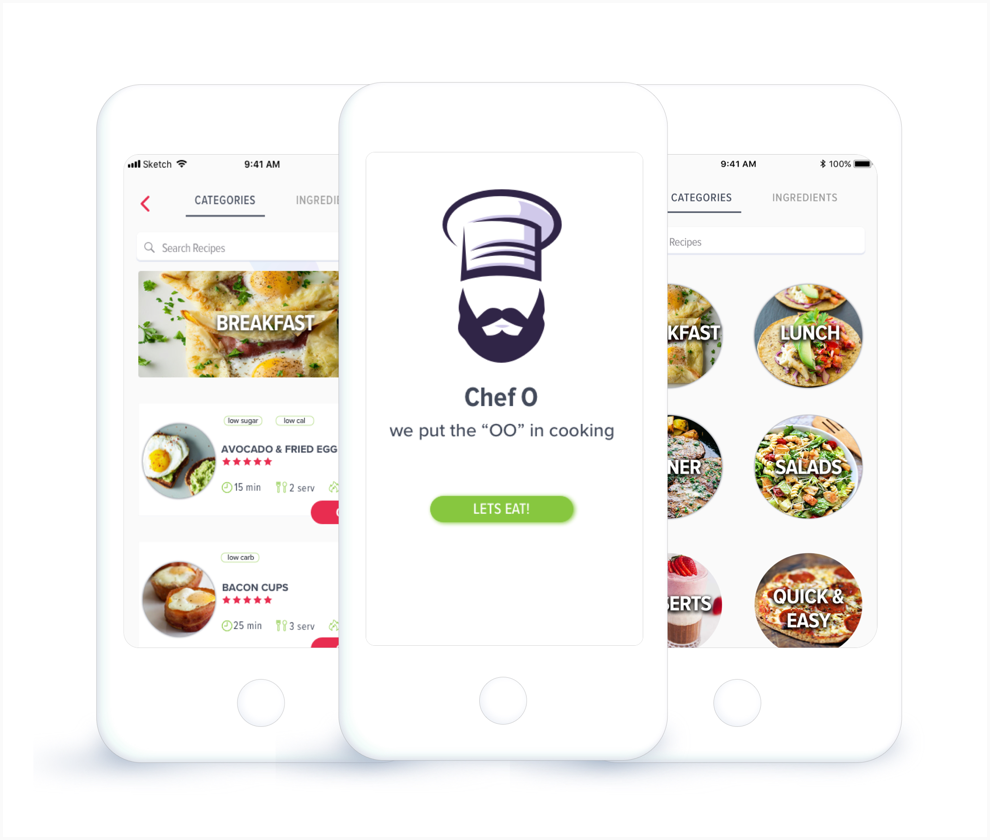 Sketch
9:41 AM
CATEGORIES
INGREDI
Search Recipes
BREAKFAST
low sugar
low cal
AVOCADO & FRIED EGG
15 min
2 serv
low carb
BACON CUPS
25 min
3 serv
Chef O
we put the “OO” in cooking
LETS EAT!
9:41 AM
100%
CATEGORIES
INGREDIENTS
Recipes
KFAST
LUNCH
NER
SALADS
SERTS
QUICK &
EASY